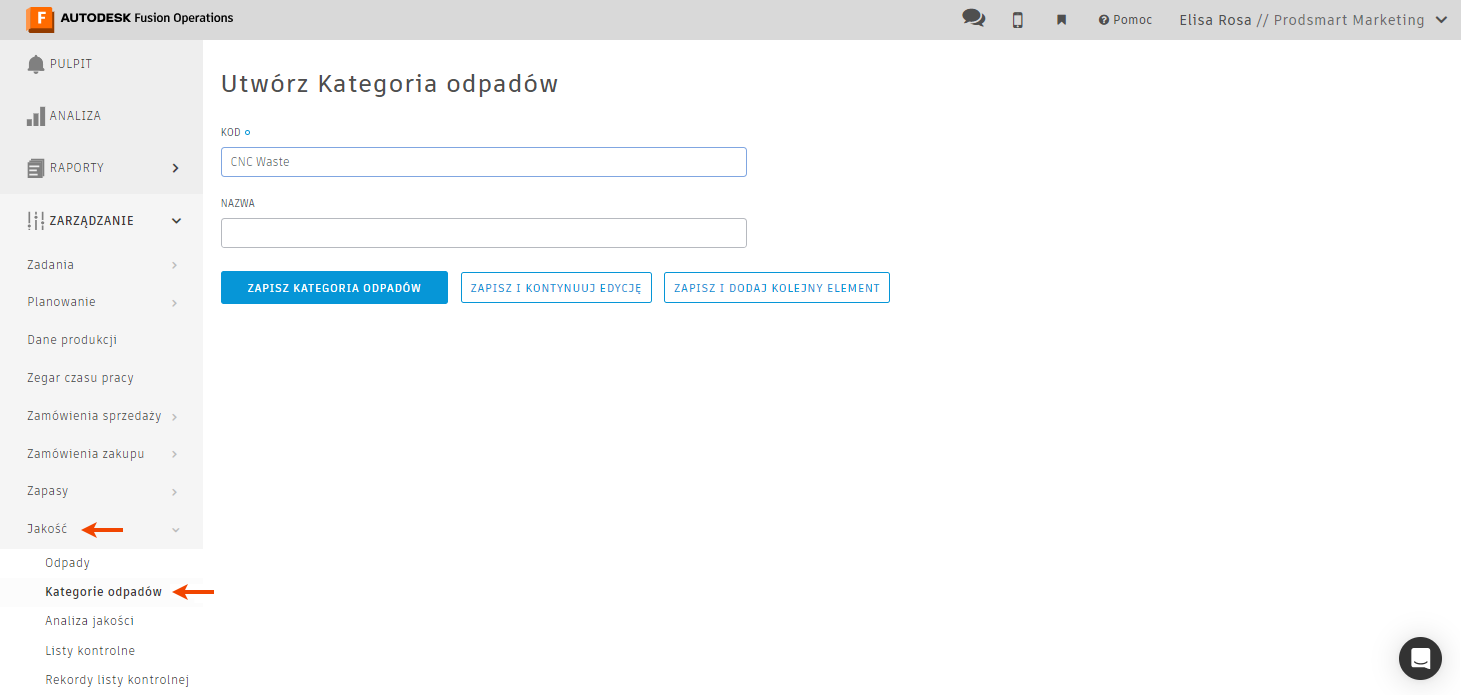 F AUTODESK Fusion Operations
Pomoc
Elisa Rosa // Prodsmart Marketing
PULPIT
ANALIZA
RAPORTY
ZARZĄDZANIE
Zadania
Planowanie
Dane produkcji
Zegar czasu pracy
Zamówienia sprzedaży
Zamówienia zakupu
Zapasy
Jakość
Odpady
Kategorie odpadów
Analiza jakości
Listy kontrolne
Rekordy listy kontrolnej
Utwórz Kategoria odpadów
KOD
CNC Waste
NAZWA
ZAPISZ KATEGORIA ODPADÓW
ZAPISZ I KONTYNUUJ EDYCJĘ
ZAPISZ I DODAJ KOLEJNY ELEMENT